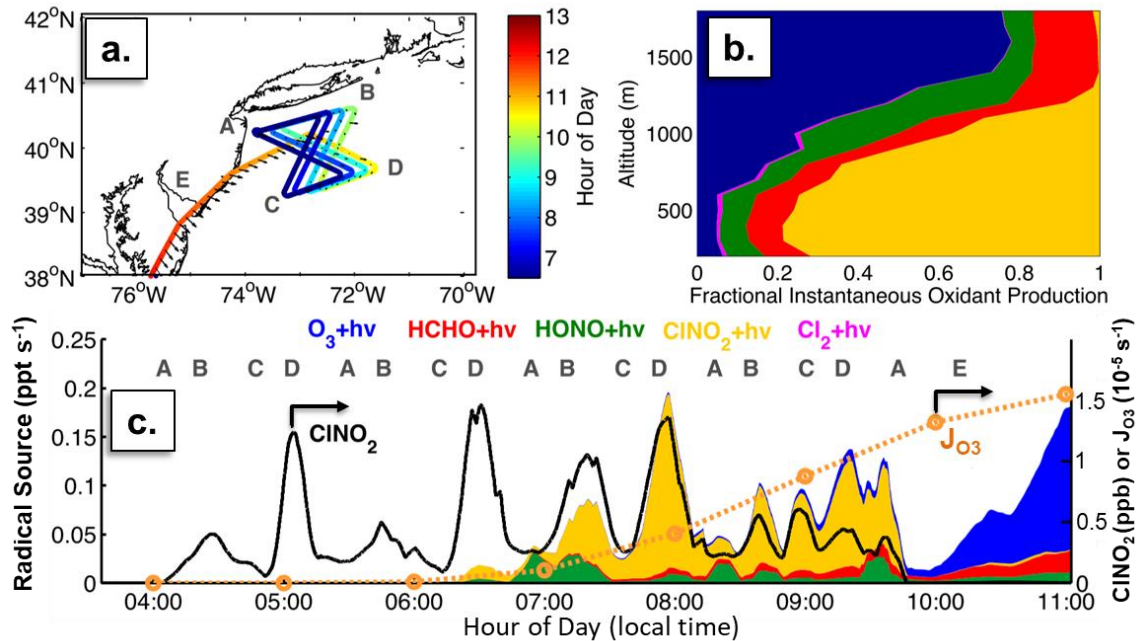 a.
42°N
41°N
40°N
39°N
38°N
76°W
74°W
72°W
70°W
A
B
C
D
E
13
12
11
10
9
8
7
Hour of Day
b.
Altitude (m)
1500
1000
500
0
0.2
0.4
0.6
0.8
1
Fractional Instantaneous Oxidant Production
O₃+hv HCHO+hv HONO+hv ClNO₂+hv Cl₂+hv
A B C D A B C D A B C D A B C D A E
c.
Radical Source (ppt s⁻¹)
0.25
0.2
0.15
0.1
0.05
0
ClNO₂
J_O3
1.5
1
0.5
0
ClNO₂ (ppb) or J_O3 (10⁻⁵ s⁻¹)
04:00 05:00 06:00 07:00 08:00 09:00 10:00 11:00
Hour of Day (local time)